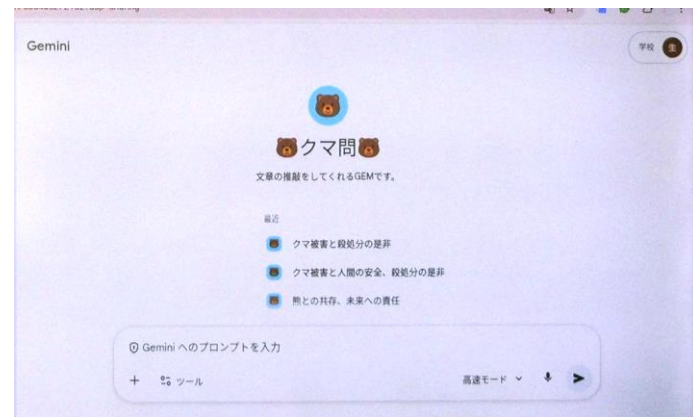 Gemini
学校 生
🐻クマ問🐻
文章の推敲をしてくれるGEMです。
最近
クマ被害と殺処分の是非
クマ被害と人間の安全、殺処分の是非
熊との共存、未来への責任
Gemini へのプロンプトを入力
ツール
高速モード